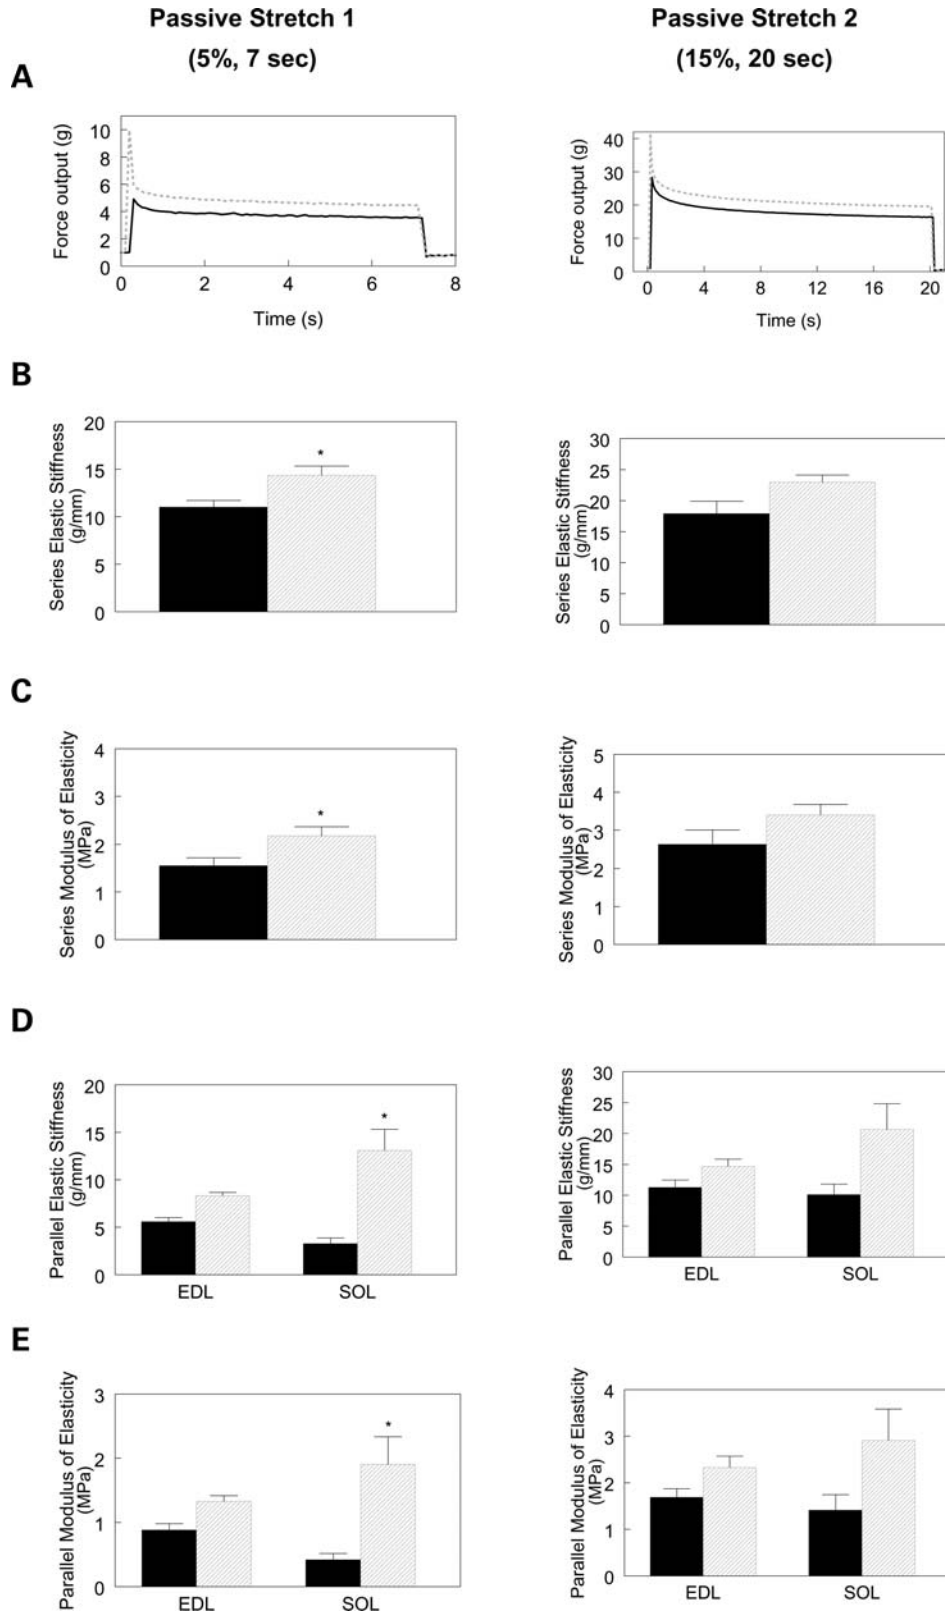 Passive Stretch 1
(5%, 7 sec)
Passive Stretch 2
(15%, 20 sec)
A
Force output (g)
10
8
6
4
2
0
0 2 4 6 8
Time (s)
Force output (g)
40
30
20
10
0
0 4 8 12 16 20
Time (s)
B
Series Elastic Stiffness
(g/mm)
20
15
10
5
0
*
Series Elastic Stiffness
(g/mm)
30
25
20
15
10
5
0
C
Series Modulus of Elasticity
(MPa)
4
3
2
1
0
*
Series Modulus of Elasticity
(MPa)
5
4
3
2
1
0
D
Parallel Elastic Stiffness
(g/mm)
20
15
10
5
0
*
EDL SOL
Parallel Elastic Stiffness
(g/mm)
30
25
20
15
10
5
0
EDL SOL
E
Parallel Modulus of Elasticity
(MPa)
3
2
1
0
*
EDL SOL
Parallel Modulus of Elasticity
(MPa)
4
3
2
1
0
EDL SOL